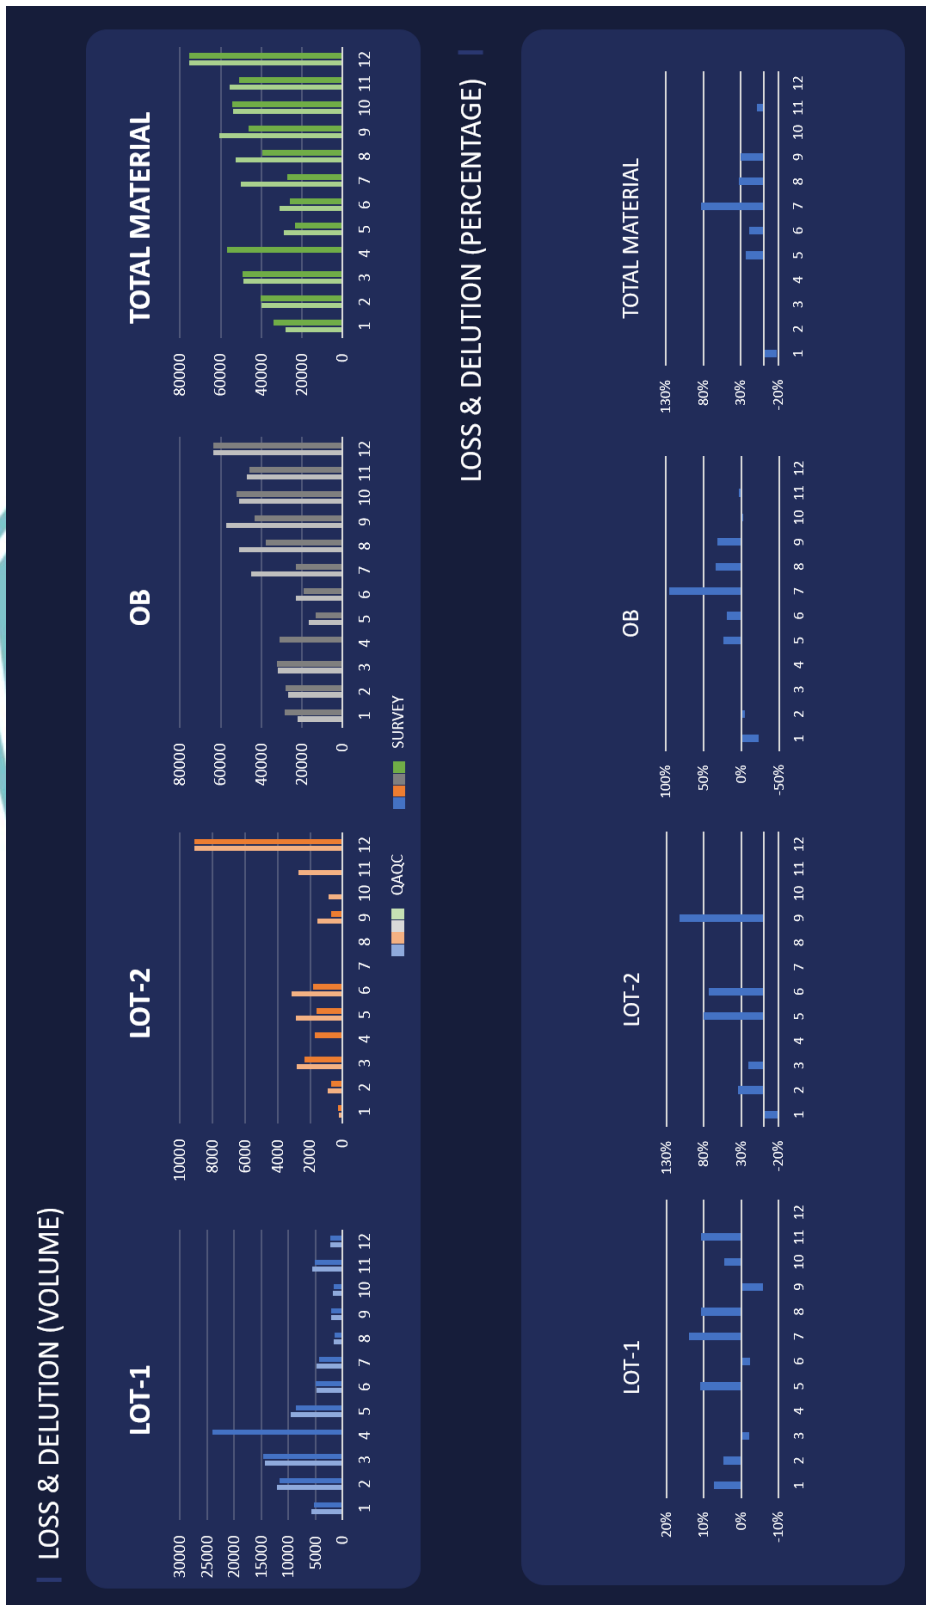 LOSS & DELUTION (VOLUME)
LOT-1
30000
25000
20000
15000
10000
5000
0
1 2 3 4 5 6 7 8 9 10 11 12
LOT-2
10000
8000
6000
4000
2000
0
1 2 3 4 5 6 7 8 9 10 11 12
OB
80000
60000
40000
20000
0
1 2 3 4 5 6 7 8 9 10 11 12
TOTAL MATERIAL
80000
60000
40000
20000
0
1 2 3 4 5 6 7 8 9 10 11 12
QAQC
SURVEY
LOSS & DELUTION (PERCENTAGE)
LOT-1
20%
10%
0%
-10%
1 2 3 4 5 6 7 8 9 10 11 12
LOT-2
130%
80%
30%
-20%
1 2 3 4 5 6 7 8 9 10 11 12
OB
100%
50%
0%
-50%
1 2 3 4 5 6 7 8 9 10 11 12
TOTAL MATERIAL
130%
80%
30%
-20%
1 2 3 4 5 6 7 8 9 10 11 12